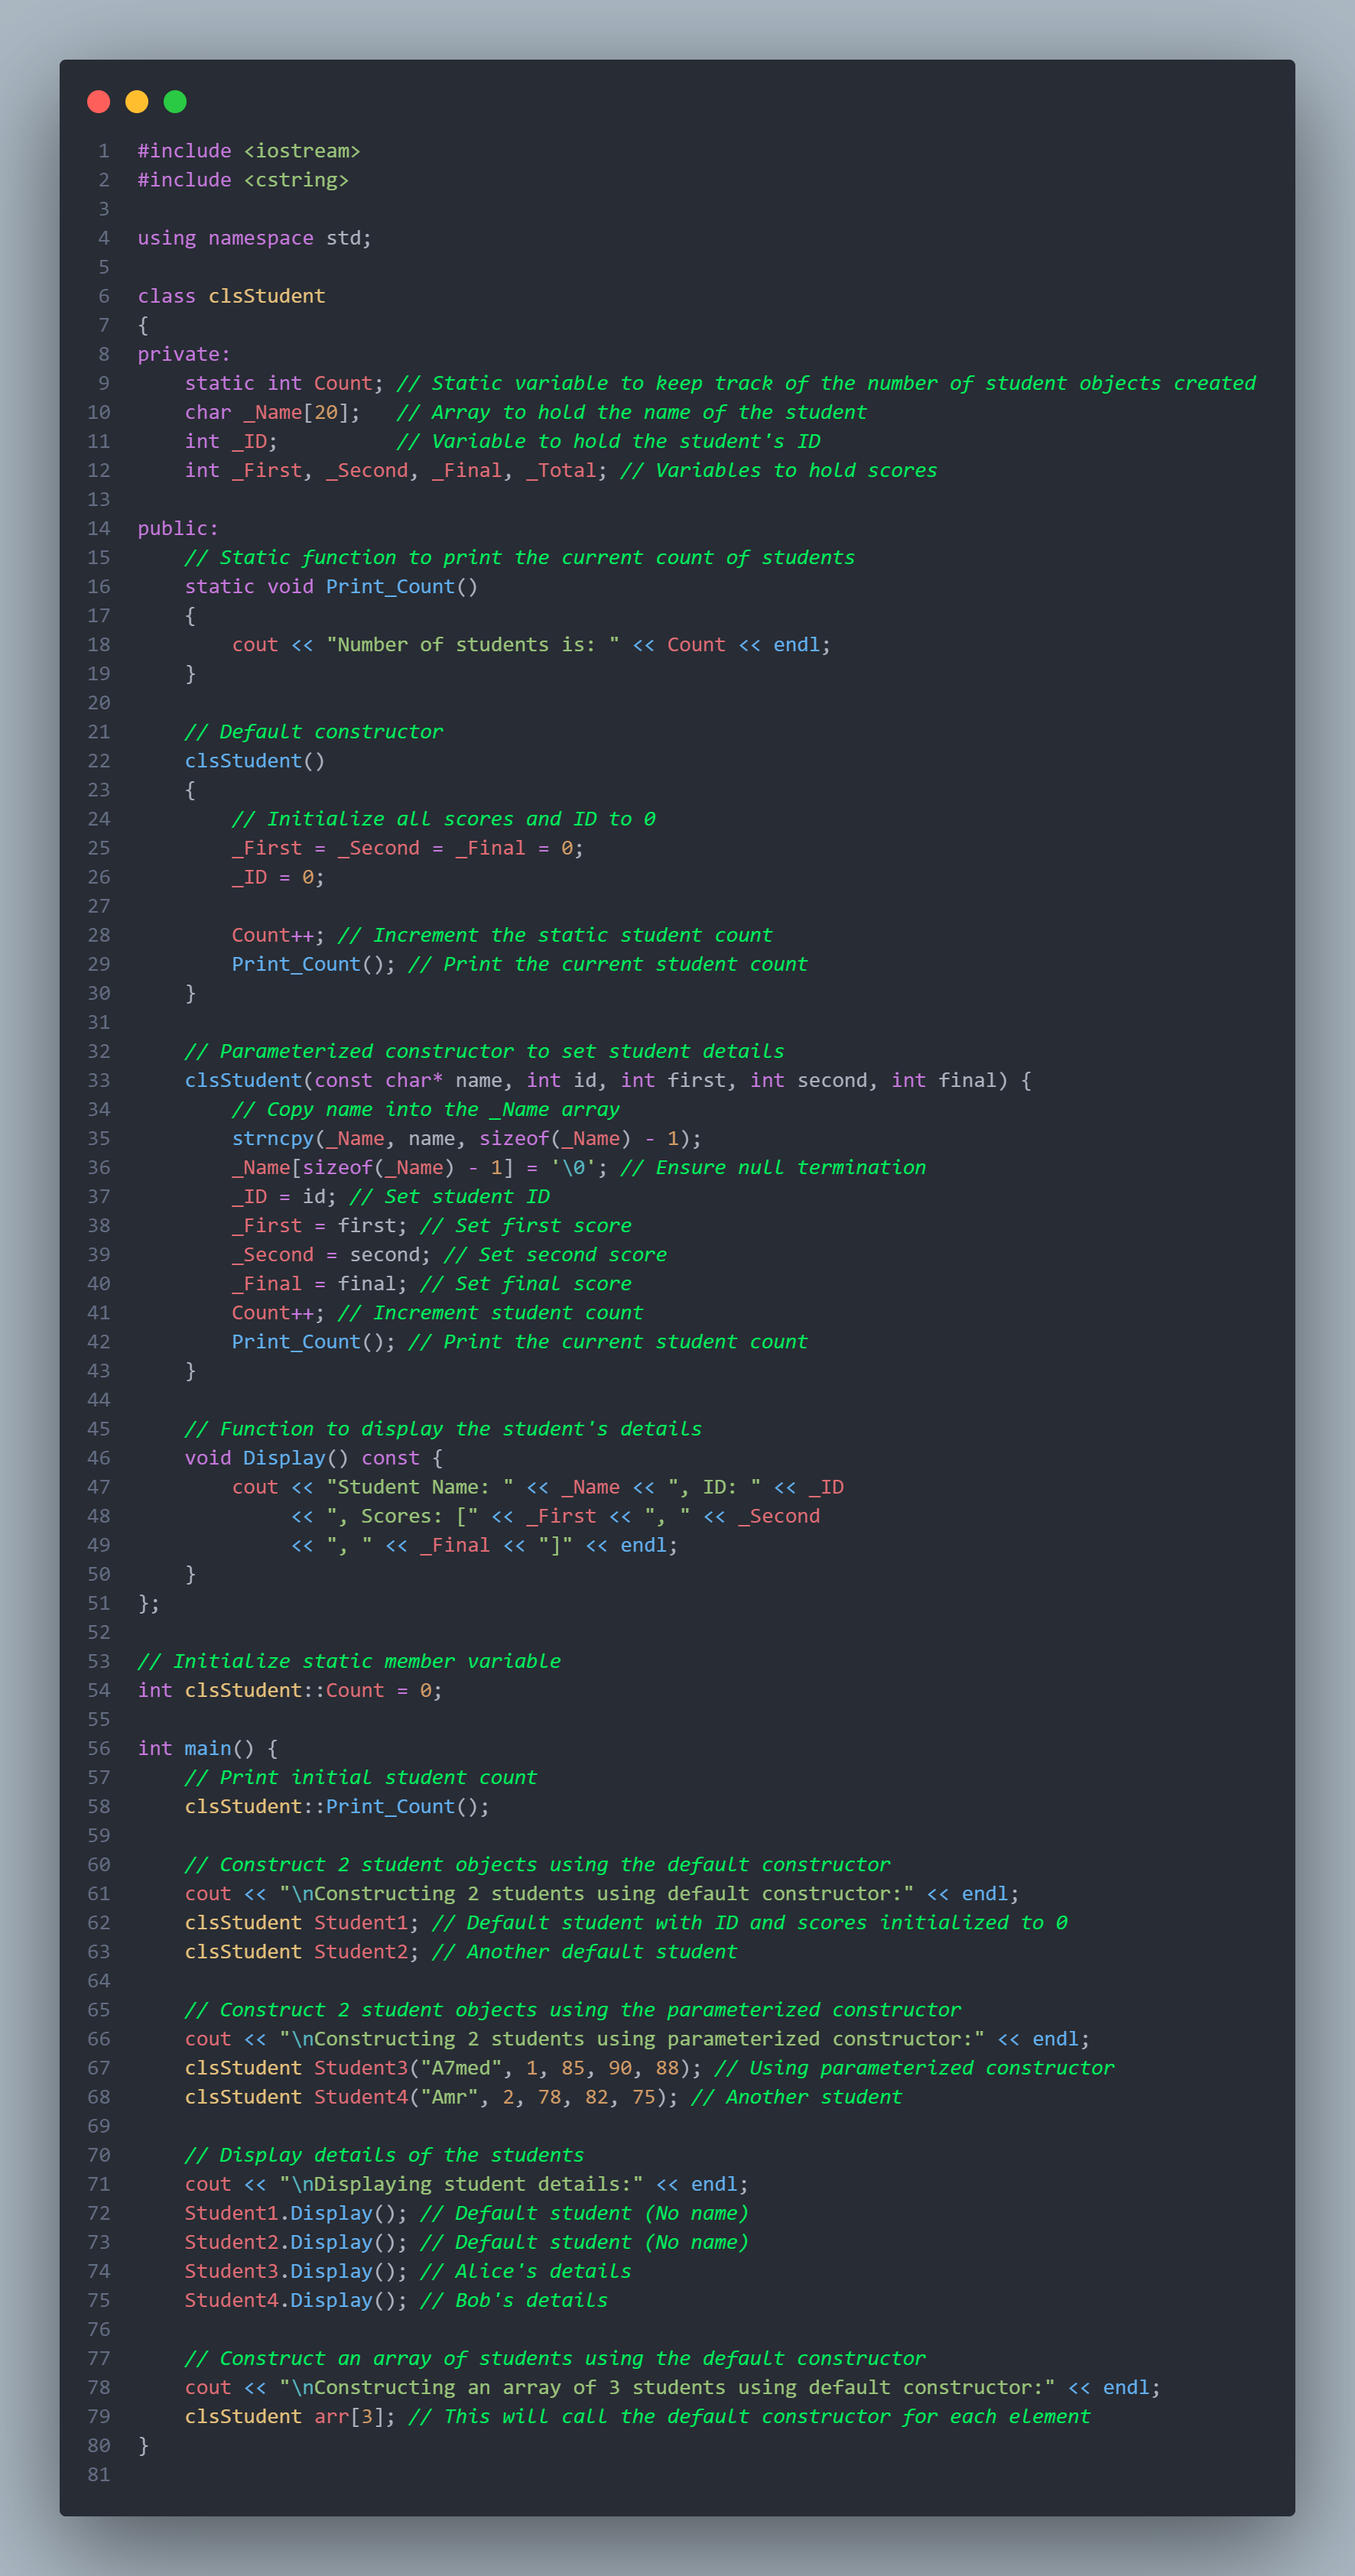 1 #include <iostream>
2 #include <cstring>
3
4 using namespace std;
5
6 class clsStudent
7 {
8 private:
9     static int Count; // Static variable to keep track of the number of student objects created
10     char _Name[20];   // Array to hold the name of the student
11     int _ID;          // Variable to hold the student's ID
12     int _First, _Second, _Final, _Total; // Variables to hold scores
13
14 public:
15     // Static function to print the current count of students
16     static void Print_Count()
17     {
18         cout << "Number of students is: " << Count << endl;
19     }
20
21     // Default constructor
22     clsStudent()
23     {
24         // Initialize all scores and ID to 0
25         _First = _Second = _Final = 0;
26         _ID = 0;
27
28         Count++; // Increment the static student count
29         Print_Count(); // Print the current student count
30     }
31
32     // Parameterized constructor to set student details
33     clsStudent(const char* name, int id, int first, int second, int final) {
34         // Copy name into the _Name array
35         strncpy(_Name, name, sizeof(_Name) - 1);
36         _Name[sizeof(_Name) - 1] = '\0'; // Ensure null termination
37         _ID = id; // Set student ID
38         _First = first; // Set first score
39         _Second = second; // Set second score
40         _Final = final; // Set final score
41         Count++; // Increment student count
42         Print_Count(); // Print the current student count
43     }
44
45     // Function to display the student's details
46     void Display() const {
47         cout << "Student Name: " << _Name << ", ID: " << _ID
48              << ", Scores: [" << _First << ", " << _Second
49              << ", " << _Final << "]" << endl;
50     }
51 };
52
53 // Initialize static member variable
54 int clsStudent::Count = 0;
55
56 int main() {
57     // Print initial student count
58     clsStudent::Print_Count();
59
60     // Construct 2 student objects using the default constructor
61     cout << "\nConstructing 2 students using default constructor:" << endl;
62     clsStudent Student1; // Default student with ID and scores initialized to 0
63     clsStudent Student2; // Another default student
64
65     // Construct 2 student objects using the parameterized constructor
66     cout << "\nConstructing 2 students using parameterized constructor:" << endl;
67     clsStudent Student3("A7med", 1, 85, 90, 88); // Using parameterized constructor
68     clsStudent Student4("Amr", 2, 78, 82, 75); // Another student
69
70     // Display details of the students
71     cout << "\nDisplaying student details:" << endl;
72     Student1.Display(); // Default student (No name)
73     Student2.Display(); // Default student (No name)
74     Student3.Display(); // Alice's details
75     Student4.Display(); // Bob's details
76
77     // Construct an array of students using the default constructor
78     cout << "\nConstructing an array of 3 students using default constructor:" << endl;
79     clsStudent arr[3]; // This will call the default constructor for each element
80 }
81